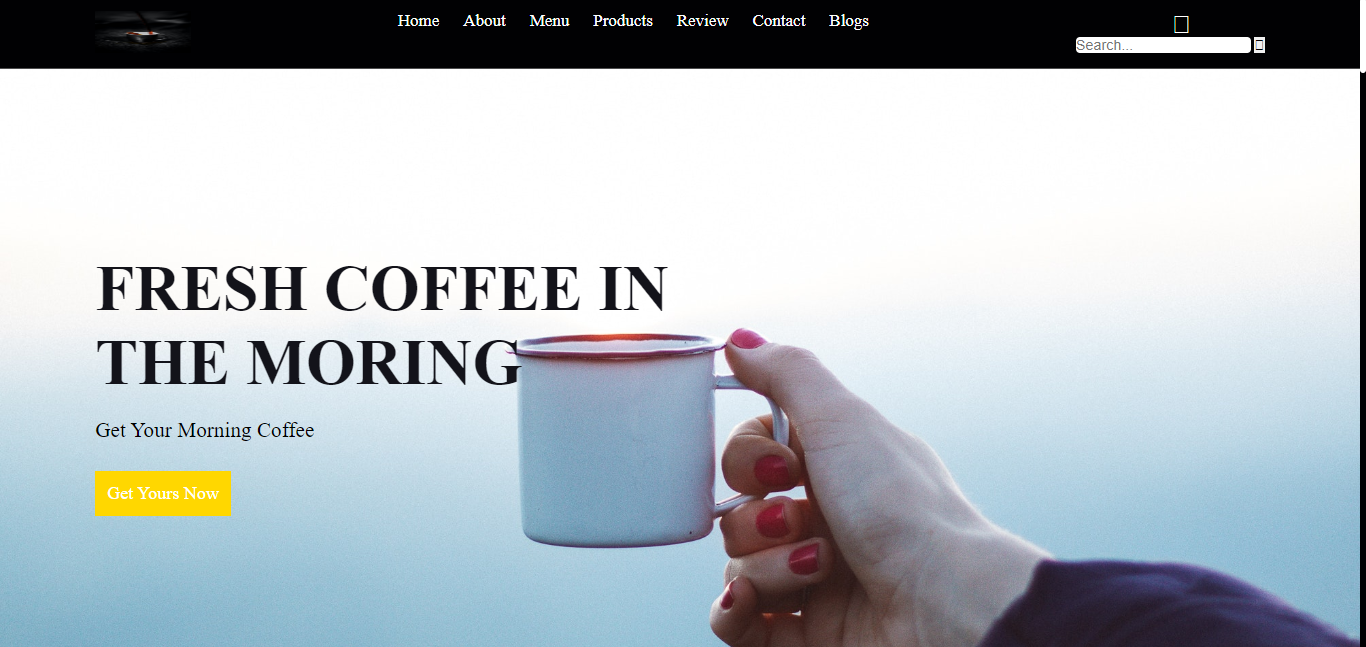 Home About Menu Products Review Contact Blogs
Search...
FRESH COFFEE IN
THE MORING
Get Your Morning Coffee
Get Yours Now